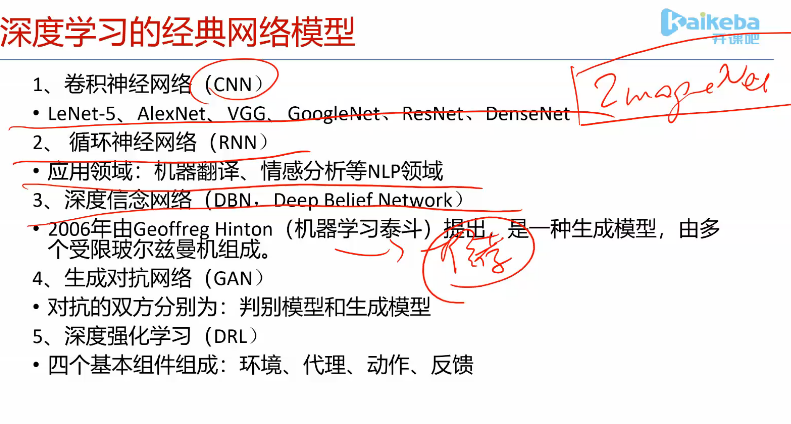 深度学习的经典网络模型
Kaikeba
开课吧
1、卷积神经网络（CNN）
ImageNet
• LeNet-5、AlexNet、VGG、GoogleNet、ResNet、DenseNet
2、 循环神经网络（RNN）
• 应用领域：机器翻译、情感分析等NLP领域
3、深度信念网络（DBN，Deep Belief Network）
• 2006年由Geoffreg Hinton（机器学习泰斗）提出，是一种生成模型，由多
个受限玻尔兹曼机组成。
4、生成对抗网络（GAN）
• 对抗的双方分别为：判别模型和生成模型
5、深度强化学习（DRL）
• 四个基本组件组成：环境、代理、动作、反馈